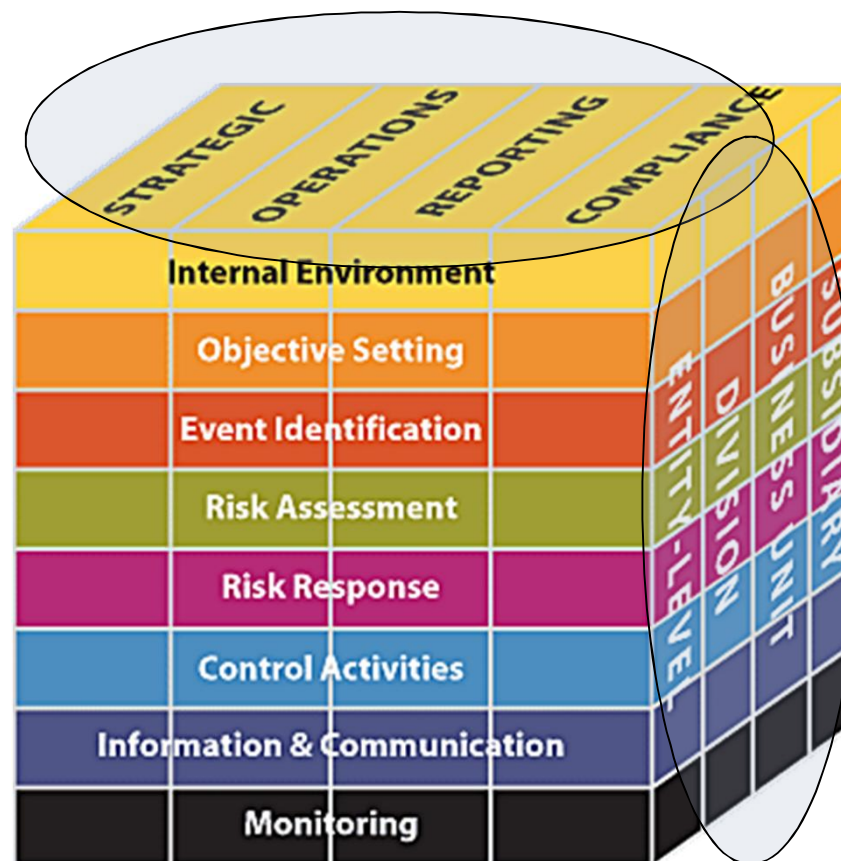 STRATEGIC
OPERATIONS
REPORTING
COMPLIANCE
Internal Environment
Objective Setting
Event Identification
Risk Assessment
Risk Response
Control Activities
Information & Communication
Monitoring
ENTITY-LEVEL
DIVISION
BUSINESS UNIT
SUBSIDIARY